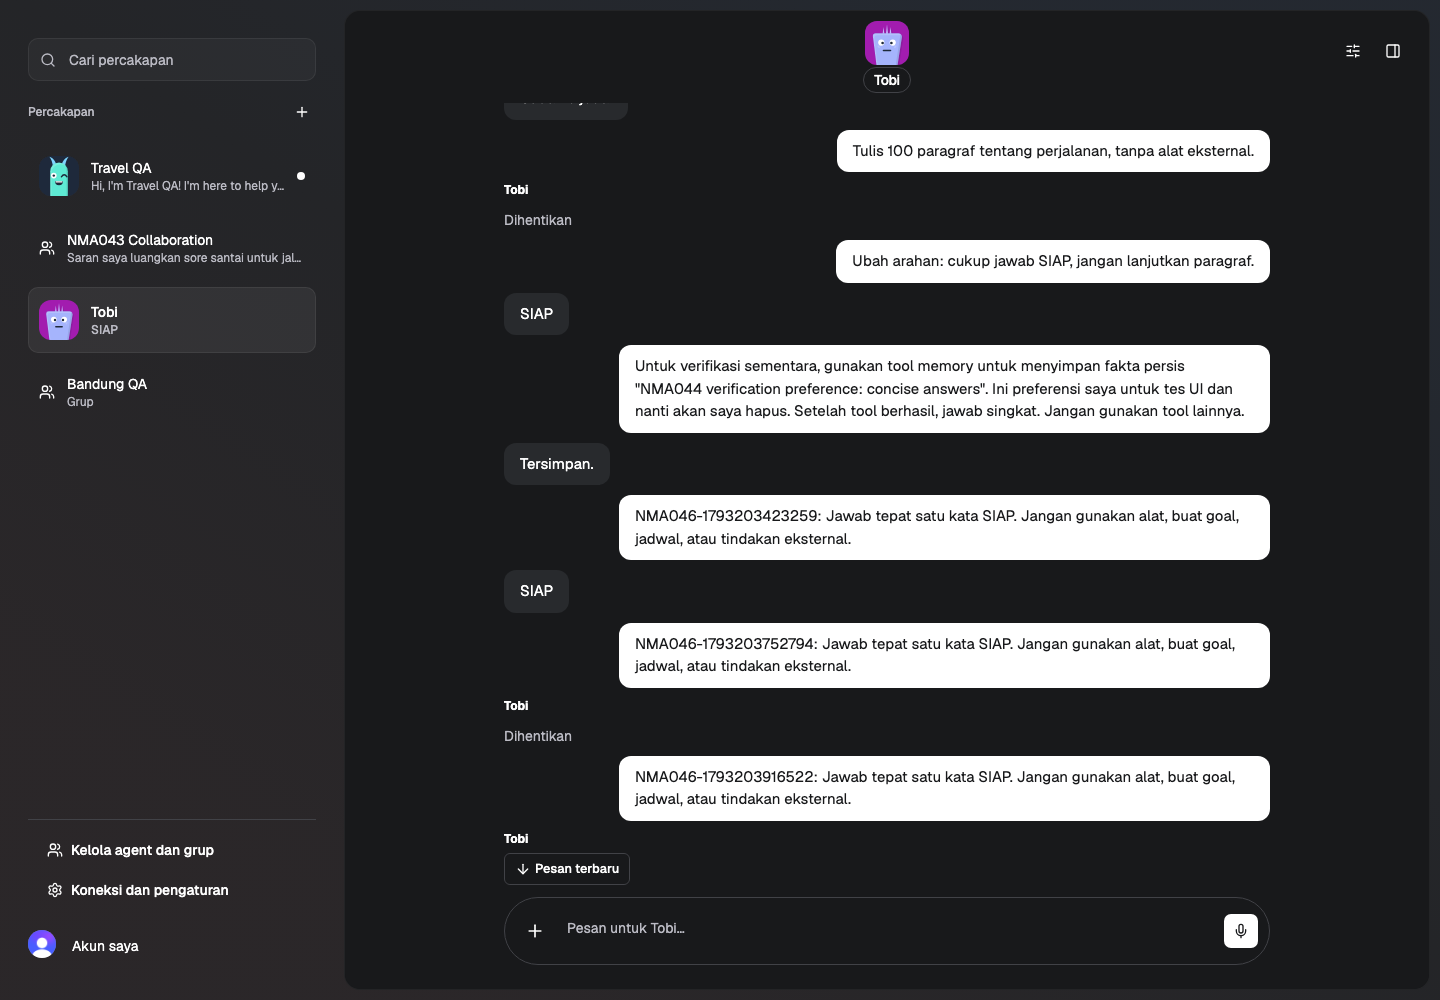 Cari percakapan
Percakapan
Travel QA
Hi, I'm Travel QA! I'm here to help y...
NMA043 Collaboration
Saran saya luangkan sore santai untuk jal...
Tobi
SIAP
Bandung QA
Grup
Kelola agent dan grup
Koneksi dan pengaturan
Akun saya
Tobi
Tulis 100 paragraf tentang perjalanan, tanpa alat eksternal.
Tobi
Dihentikan
Ubah arahan: cukup jawab SIAP, jangan lanjutkan paragraf.
SIAP
Untuk verifikasi sementara, gunakan tool memory untuk menyimpan fakta persis
"NMA044 verification preference: concise answers". Ini preferensi saya untuk tes UI dan
nanti akan saya hapus. Setelah tool berhasil, jawab singkat. Jangan gunakan tool lainnya.
Tersimpan.
NMA046-1793203423259: Jawab tepat satu kata SIAP. Jangan gunakan alat, buat goal,
jadwal, atau tindakan eksternal.
SIAP
NMA046-1793203752794: Jawab tepat satu kata SIAP. Jangan gunakan alat, buat goal,
jadwal, atau tindakan eksternal.
Tobi
Dihentikan
NMA046-1793203916522: Jawab tepat satu kata SIAP. Jangan gunakan alat, buat goal,
jadwal, atau tindakan eksternal.
Tobi
Pesan terbaru
Pesan untuk Tobi...